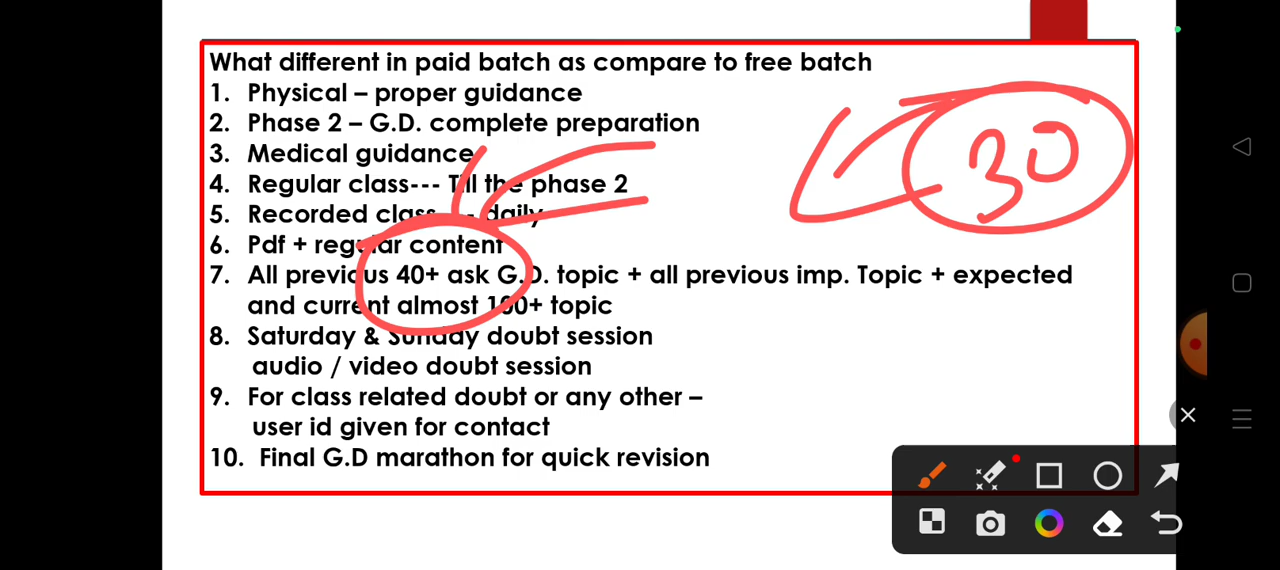 What different in paid batch as compare to free batch
1. Physical – proper guidance
2. Phase 2 – G.D. complete preparation
3. Medical guidance
4. Regular class--- Till the phase 2
5. Recorded class---- daily
6. Pdf + regular content
7. All previous 40+ ask G.D. topic + all previous imp. Topic + expected
and current almost 100+ topic
8. Saturday & Sunday doubt session
audio / video doubt session
9. For class related doubt or any other –
user id given for contact
10. Final G.D marathon for quick revision
30